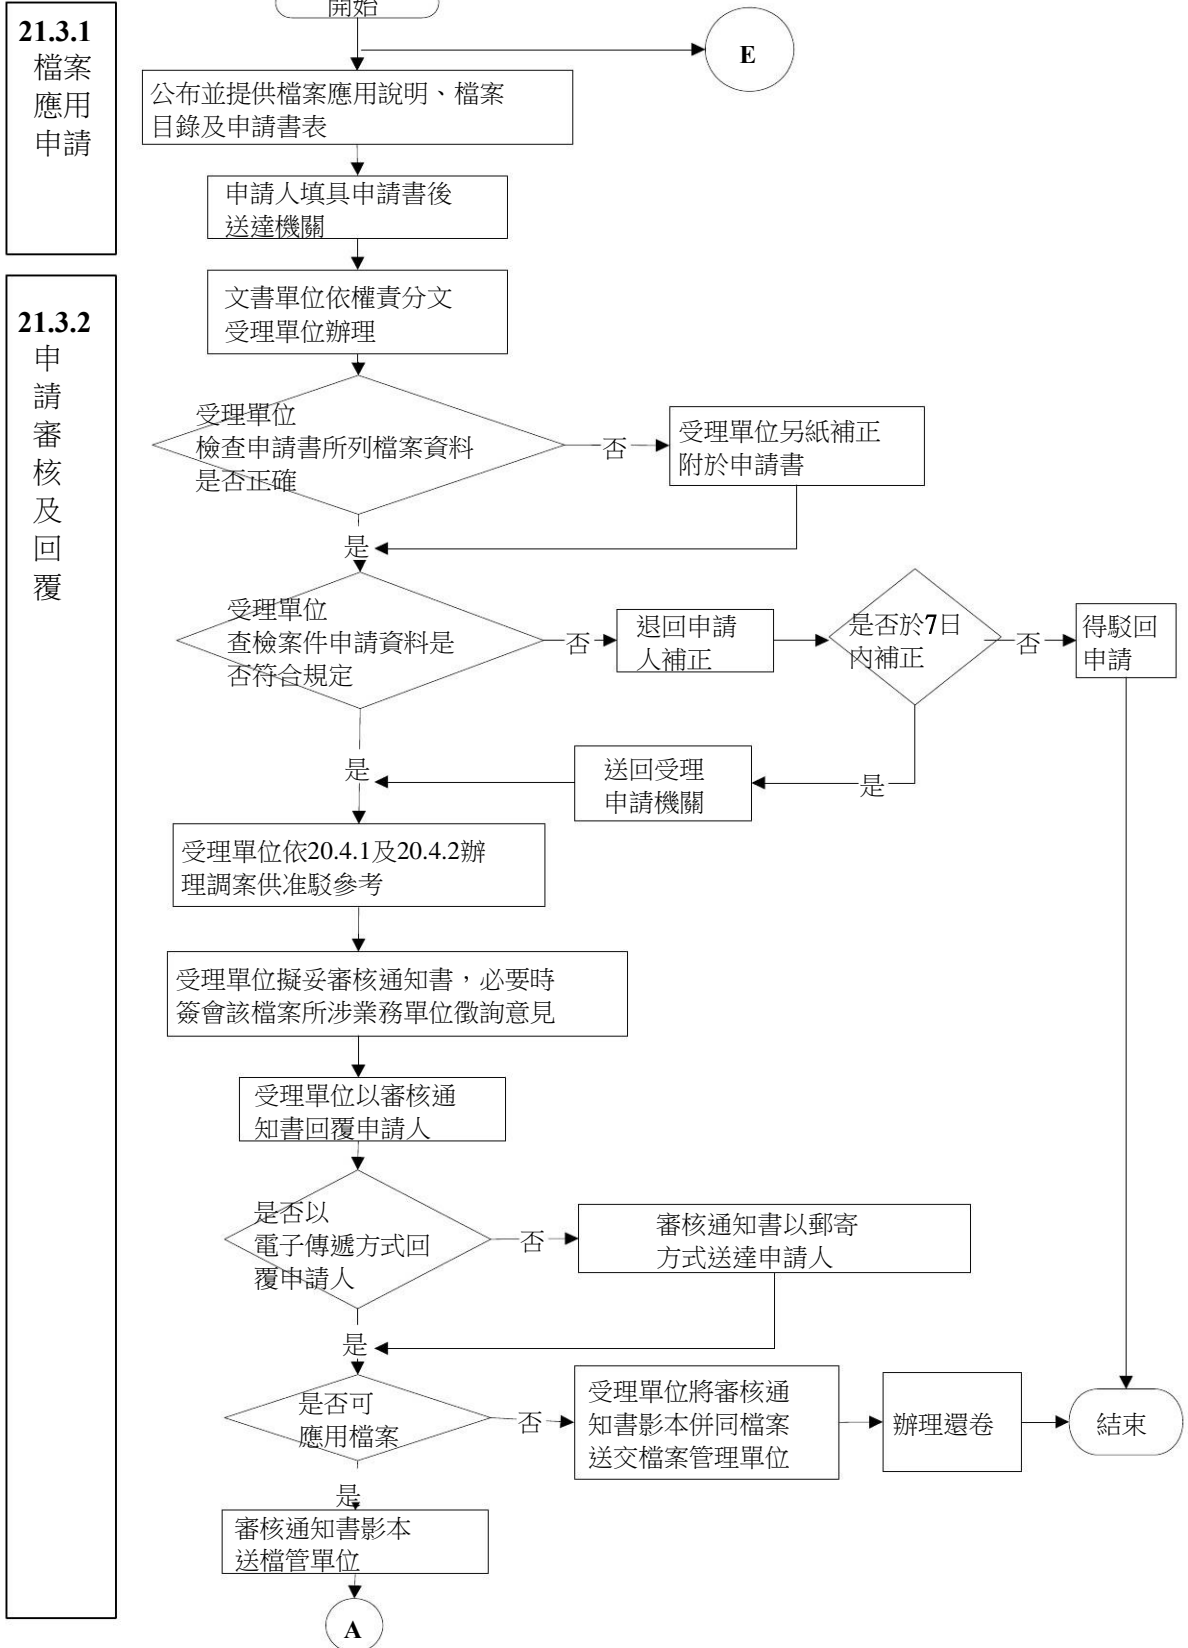 21.3.1
檔案
應用
申請
開始
E
公布並提供檔案應用說明、檔案
目錄及申請書表
申請人填具申請書後
送達機關
21.3.2
申
請
審
核
及
回
覆
文書單位依權責分文
受理單位辦理
受理單位
檢查申請書所列檔案資料
是否正確
否
受理單位另紙補正
附於申請書
是
受理單位
查檢案件申請資料是
否符合規定
否
退回申請
人補正
是否於7日
內補正
否
得駁回
申請
是
送回受理
申請機關
是
受理單位依20.4.1及20.4.2辦
理調案供准駁參考
受理單位擬妥審核通知書，必要時
簽會該檔案所涉業務單位徵詢意見
受理單位以審核通
知書回覆申請人
是否以
電子傳遞方式回
覆申請人
否
審核通知書以郵寄
方式送達申請人
是
是否可
應用檔案
否
受理單位將審核通
知書影本併同檔案
送交檔案管理單位
辦理還卷
結束
是
審核通知書影本
送檔管單位
A